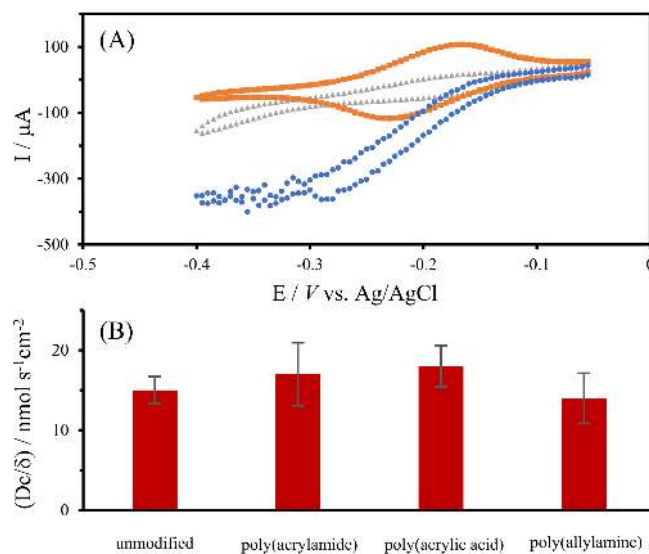 (A)
100
-100
-300
-500
I / µA
-0.5
-0.4
-0.3
-0.2
-0.1
0
E / V vs. Ag/AgCl
(B)
20
10
0
(Dc/δ) / nmol s⁻¹cm⁻²
unmodified
poly(acrylamide)
poly(acrylic acid)
poly(allylamine)